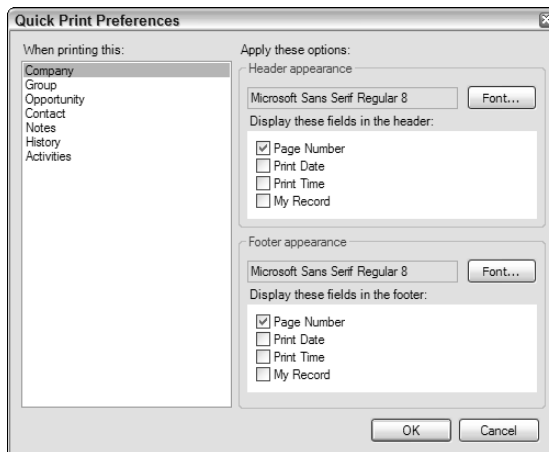 Quick Print Preferences
When printing this:
Company
Group
Opportunity
Contact
Notes
History
Activities
Apply these options:
Header appearance
Microsoft Sans Serif Regular 8
Font...
Display these fields in the header:
Page Number
Print Date
Print Time
My Record
Footer appearance
Microsoft Sans Serif Regular 8
Font...
Display these fields in the footer:
Page Number
Print Date
Print Time
My Record
OK
Cancel